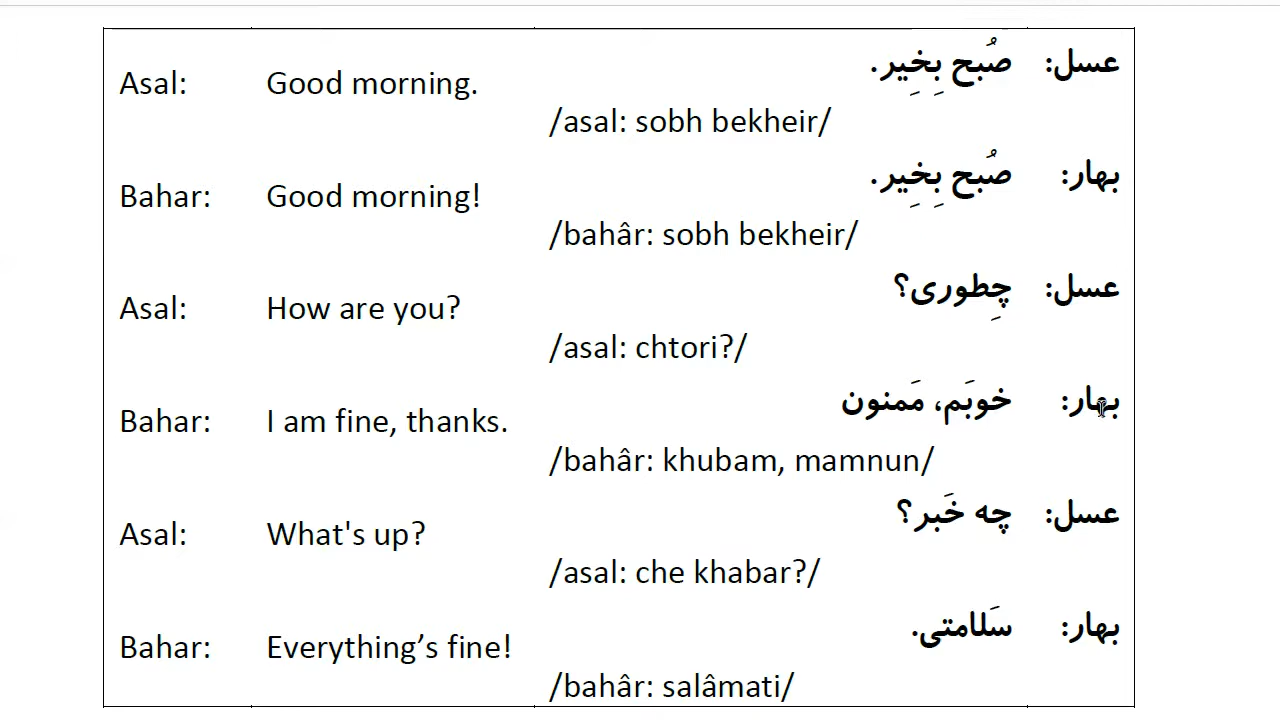 Asal: Good morning. عسل: صُبح بِخِیر.
/asal: sobh bekheir/
Bahar: Good morning! بهار: صُبح بِخِیر.
/bahâr: sobh bekheir/
Asal: How are you? عسل: چِطوری؟
/asal: chtori?/
Bahar: I am fine, thanks. بهار: خوبَم، مَمنون
/bahâr: khubam, mamnun/
Asal: What's up? عسل: چه خَبر؟
/asal: che khabar?/
Bahar: Everything’s fine! بهار: سَلامتی.
/bahâr: salâmati/